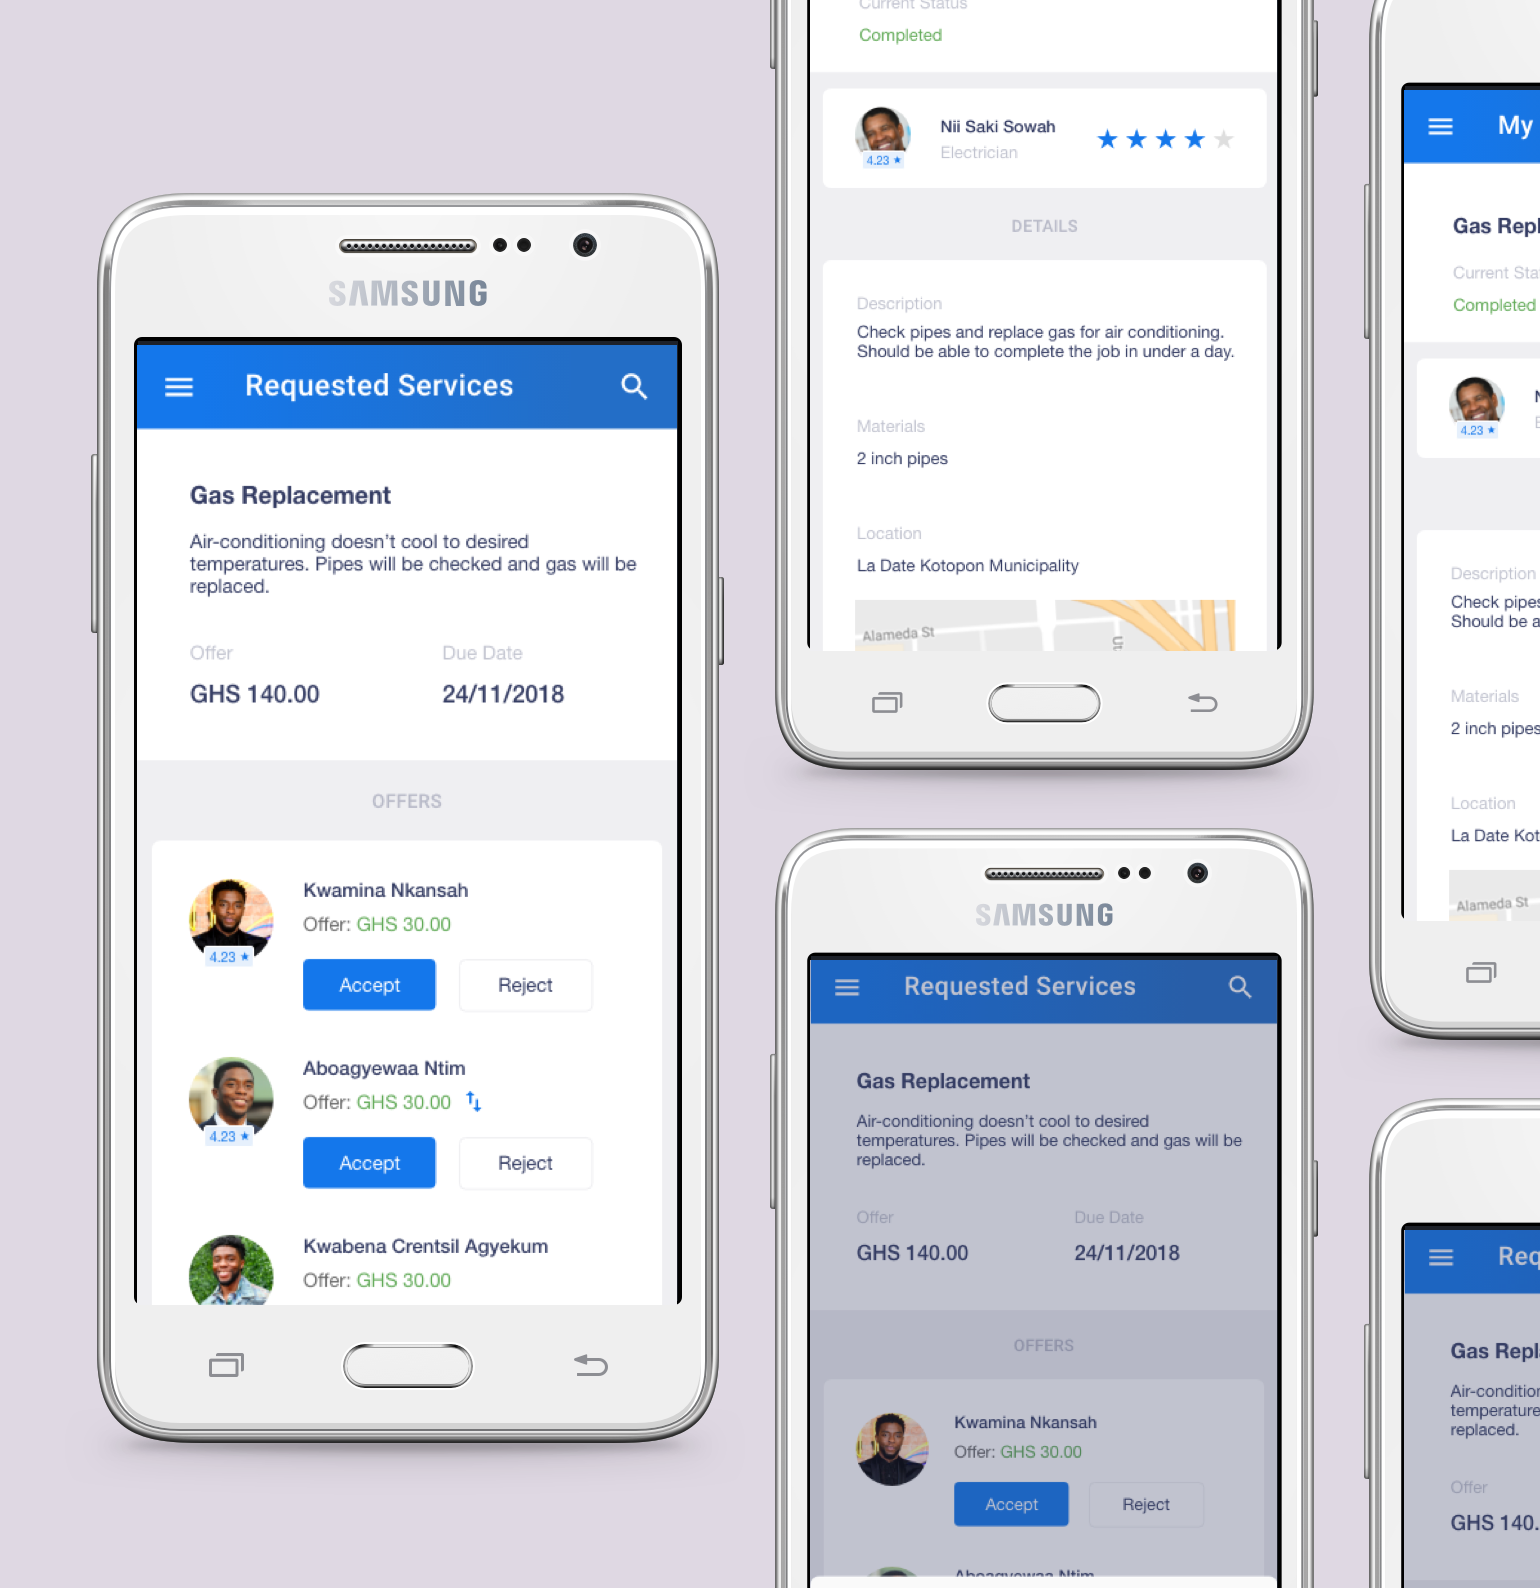 SAMSUNG
Requested Services
Gas Replacement
Air-conditioning doesn't cool to desired
temperatures. Pipes will be checked and gas will be
replaced.
Offer Due Date
GHS 140.00 24/11/2018
OFFERS
Kwamina Nkansah
Offer: GHS 30.00
4.23 ★
Accept Reject
Aboagyewaa Ntim
Offer: GHS 30.00
4.23 ★
Accept Reject
Kwabena Crentsil Agyekum
Offer: GHS 30.00
Current Status
Completed
Nii Saki Sowah
Electrician
4.23 ★
DETAILS
Description
Check pipes and replace gas for air conditioning.
Should be able to complete the job in under a day.
Materials
2 inch pipes
Location
La Date Kotopon Municipality
Alameda St
Ut
SAMSUNG
Requested Services
Gas Replacement
Air-conditioning doesn't cool to desired
temperatures. Pipes will be checked and gas will be
replaced.
Offer Due Date
GHS 140.00 24/11/2018
OFFERS
Kwamina Nkansah
Offer: GHS 30.00
Accept Reject
Aboagyewaa Ntim
My
Gas Repl
Current Sta
Completed
4.23 ★
Description
Check pipes
Should be a
Materials
2 inch pipes
Location
La Date Kot
Alameda St
Req
Gas Repl
Air-condition
temperature
replaced.
Offer
GHS 140.